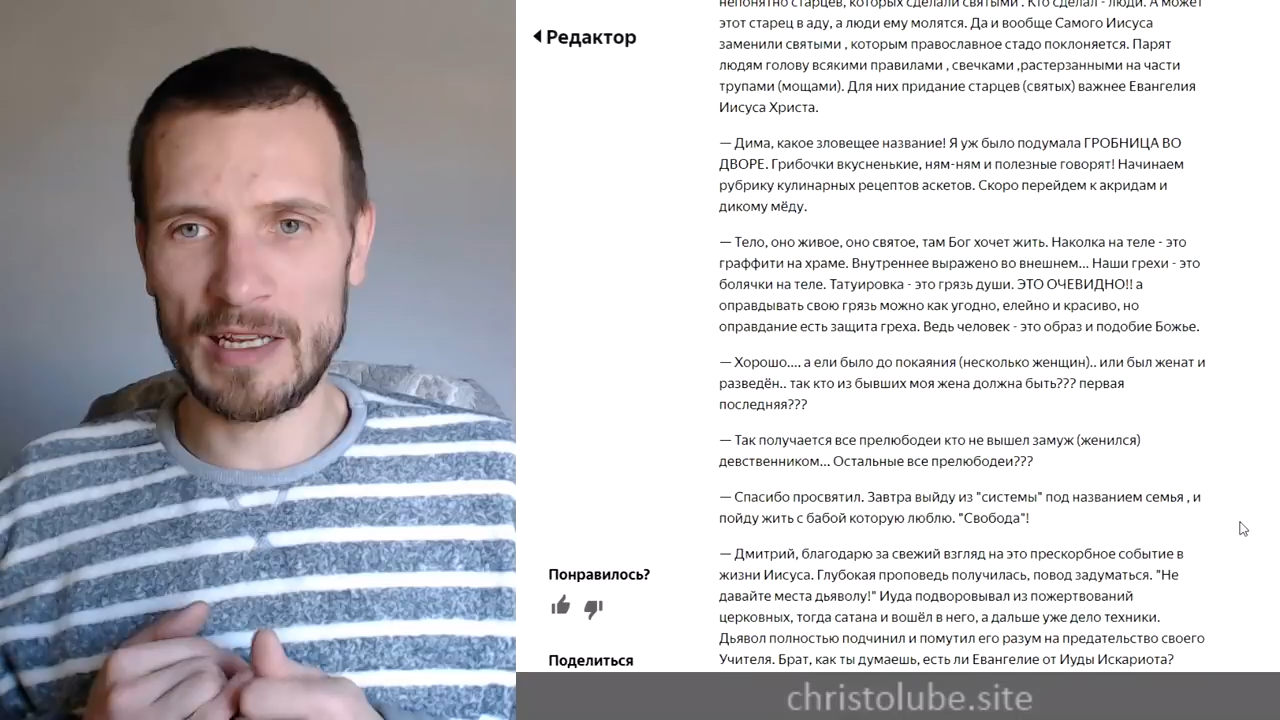 непонятно старцев, которых сделали святыми . Кто сделал - люди. А может
этот старец в аду, а люди ему молятся. Да и вообще Самого Иисуса
заменили святыми , которым православное стадо поклоняется. Парят
людям голову всякими правилами , свечками ,растерзанными на части
трупами (мощами). Для них придание старцев (святых) важнее Евангелия
Иисуса Христа.
Редактор
— Дима, какое зловещее название! Я уж было подумала ГРОБНИЦА ВО
ДВОРЕ. Грибочки вкусненькие, ням-ням и полезные говорят! Начинаем
рубрику кулинарных рецептов аскетов. Скоро перейдем к акридам и
дикому мёду.
— Тело, оно живое, оно святое, там Бог хочет жить. Наколка на теле - это
граффити на храме. Внутреннее выражено во внешнем... Наши грехи - это
болячки на теле. Татуировка - это грязь души. ЭТО ОЧЕВИДНО!! а
оправдывать свою грязь можно как угодно, елейно и красиво, но
оправдание есть защита греха. Ведь человек - это образ и подобие Божье.
— Хорошо.... а ели было до покаяния (несколько женщин).. или был женат и
разведён.. так кто из бывших моя жена должна быть??? первая
последняя???
— Так получается все прелюбодеи кто не вышел замуж (женился)
девственником... Остальные все прелюбодеи???
— Спасибо просвятил. Завтра выйду из "системы" под названием семья , и
пойду жить с бабой которую люблю. "Свобода"!
— Дмитрий, благодарю за свежий взгляд на это прескорбное событие в
жизни Иисуса. Глубокая проповедь получилась, повод задуматься. "Не
давайте места дьяволу!" Иуда подворовывал из пожертвований
церковных, тогда сатана и вошёл в него, а дальше уже дело техники.
Дьявол полностью подчинил и помутил его разум на предательство своего
Учителя. Брат, как ты думаешь, есть ли Евангелие от Иуды Искариота?
Понравилось?
Поделиться
christolube.site